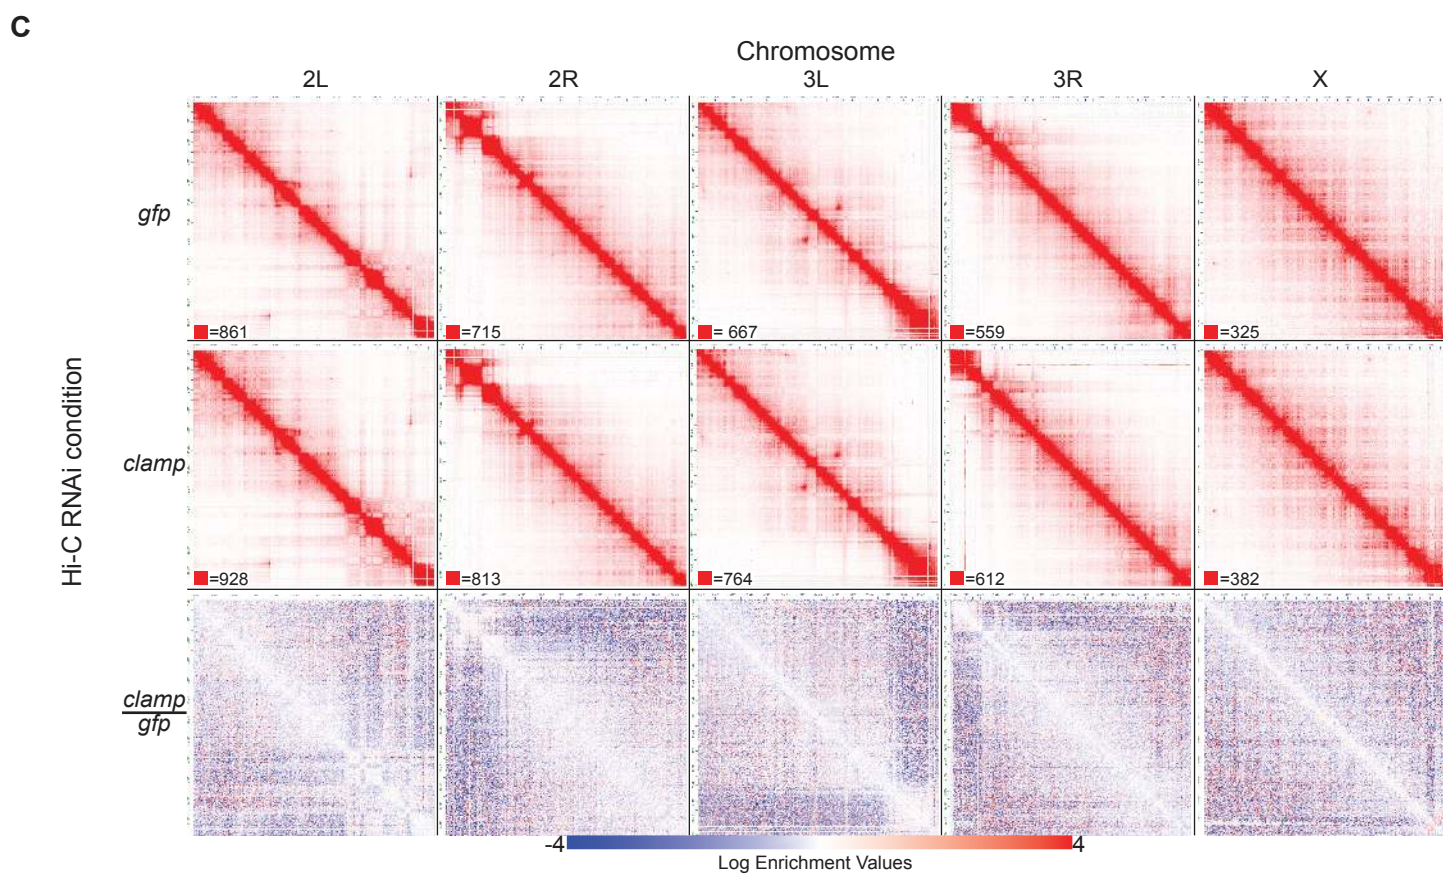 C
Chromosome
2L 2R 3L 3R X
gfp
=861 =715 = 667 =559 =325
Hi-C RNAi condition
clamp
=928 =813 =764 =612 =382
clamp
gfp
-4 4
Log Enrichment Values